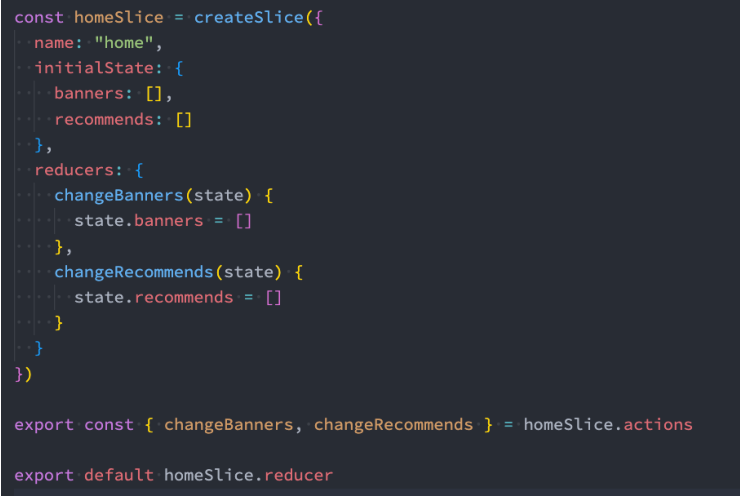 const homeSlice = createSlice({
  name: "home",
  initialState: {
    banners: [],
    recommends: []
  },
  reducers: {
    changeBanners(state) {
      state.banners = []
    },
    changeRecommends(state) {
      state.recommends = []
    }
  }
})

export const { changeBanners, changeRecommends } = homeSlice.actions

export default homeSlice.reducer